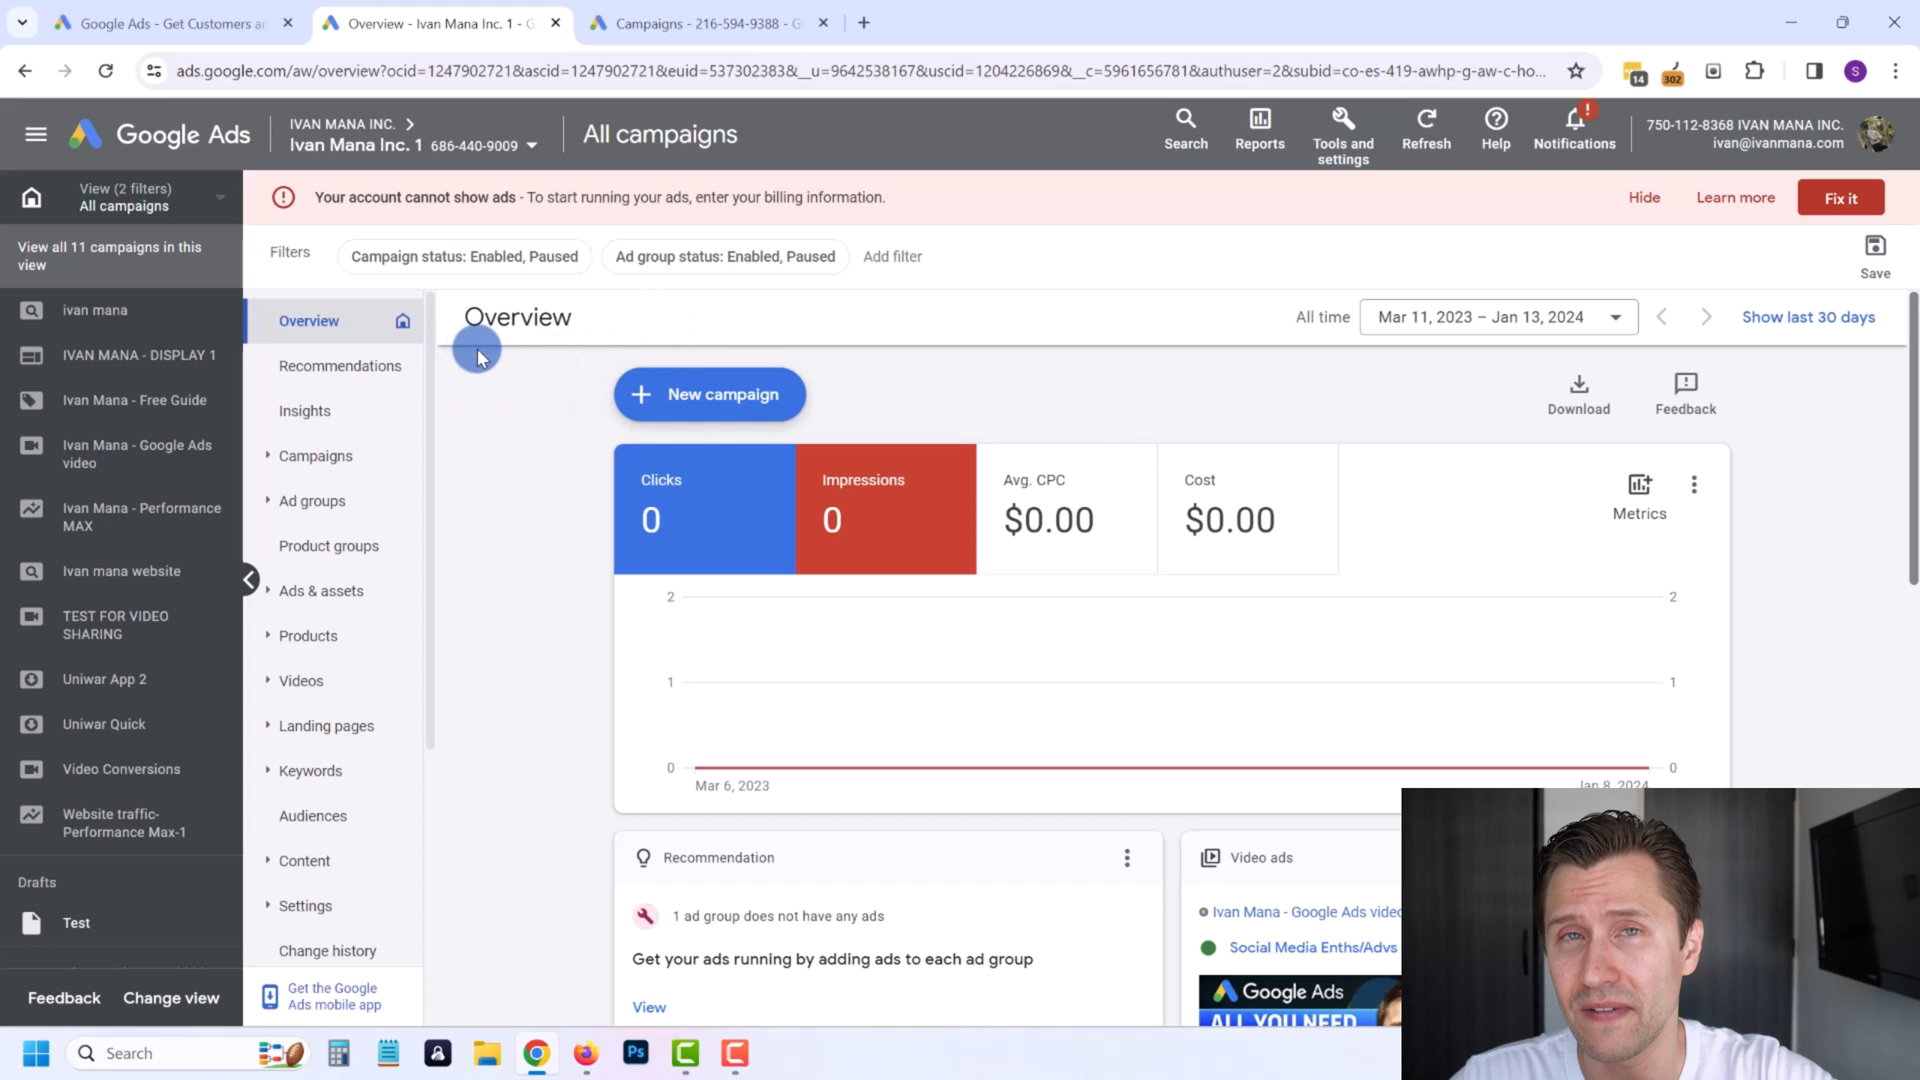 Google Ads - Get Customers an
Overview - Ivan Mana Inc. 1 - G
Campaigns - 216-594-9388 - G
ads.google.com/aw/overview?ocid=1247902721&ascid=1247902721&euid=537302383&__u=9642538167&uscid=1204226869&__c=5961656781&authuser=2&subid=co-es-419-awhp-g-aw-c-ho...
14
302
S
Google Ads
IVAN MANA INC.
Ivan Mana Inc. 1 686-440-9009
All campaigns
Search
Reports
Tools and
settings
Refresh
Help
Notifications
750-112-8368 IVAN MANA INC.
ivan@ivanmana.com
View (2 filters)
All campaigns
Your account cannot show ads - To start running your ads, enter your billing information.
Hide
Learn more
Fix it
View all 11 campaigns in this
view
Filters
Campaign status: Enabled, Paused
Ad group status: Enabled, Paused
Add filter
Save
ivan mana
IVAN MANA - DISPLAY 1
Ivan Mana - Free Guide
Ivan Mana - Google Ads
video
Ivan Mana - Performance
MAX
Ivan mana website
TEST FOR VIDEO
SHARING
Uniwar App 2
Uniwar Quick
Video Conversions
Website traffic-
Performance Max-1
Drafts
Test
Feedback
Change view
Overview
Recommendations
Insights
Campaigns
Ad groups
Product groups
Ads & assets
Products
Videos
Landing pages
Keywords
Audiences
Content
Settings
Change history
Get the Google
Ads mobile app
Overview
All time
Mar 11, 2023 – Jan 13, 2024
Show last 30 days
New campaign
Download
Feedback
Clicks
0
Impressions
0
Avg. CPC
$0.00
Cost
$0.00
Metrics
2
2
1
1
0
0
Mar 6, 2023
Jan 8, 2024
Recommendation
1 ad group does not have any ads
Get your ads running by adding ads to each ad group
View
Video ads
Ivan Mana - Google Ads video
Social Media Enths/Advs
Google Ads
ALL YOU NEED
Search
Ps